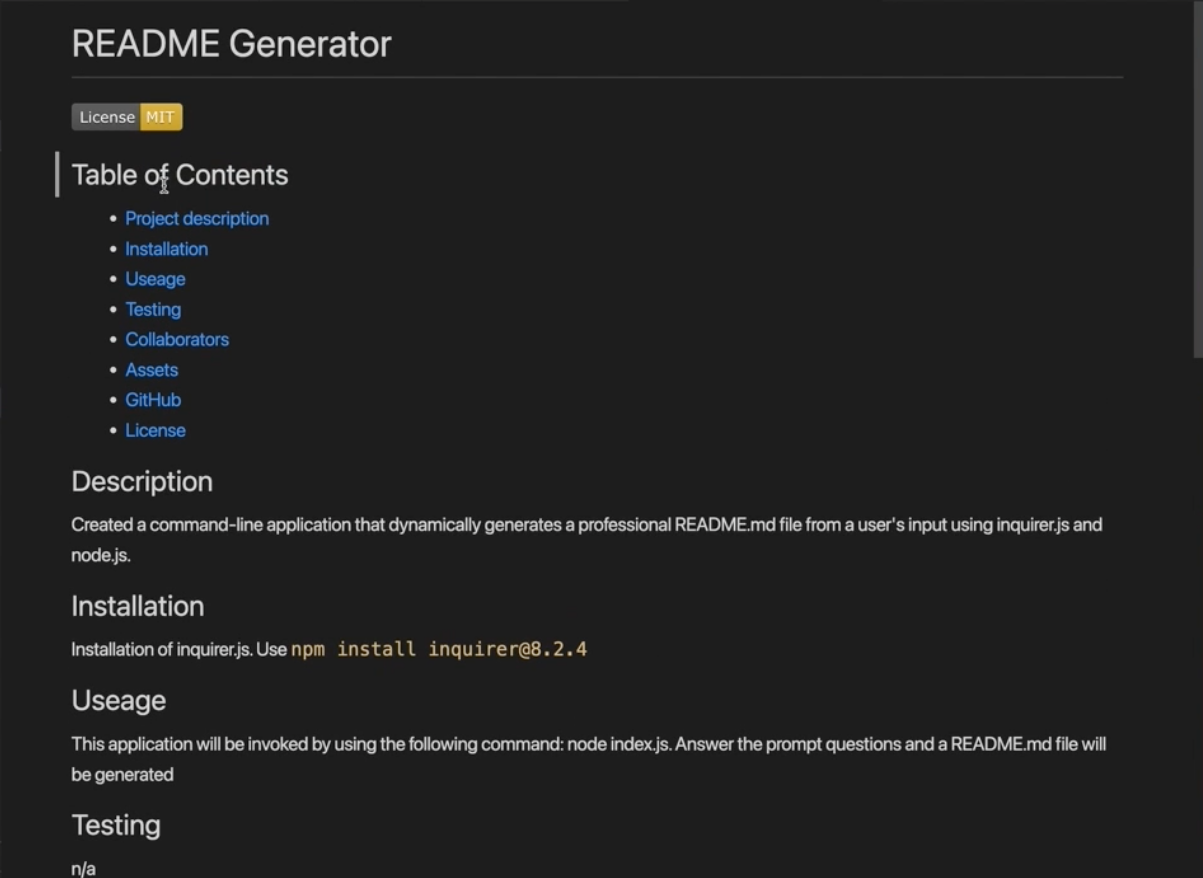 README Generator
License MIT
Table of Contents
• Project description
• Installation
• Useage
• Testing
• Collaborators
• Assets
• GitHub
• License
Description
Created a command-line application that dynamically generates a professional README.md file from a user's input using inquirer.js and
node.js.
Installation
Installation of inquirer.js. Use npm install inquirer@8.2.4
Useage
This application will be invoked by using the following command: node index.js. Answer the prompt questions and a README.md file will
be generated
Testing
n/a